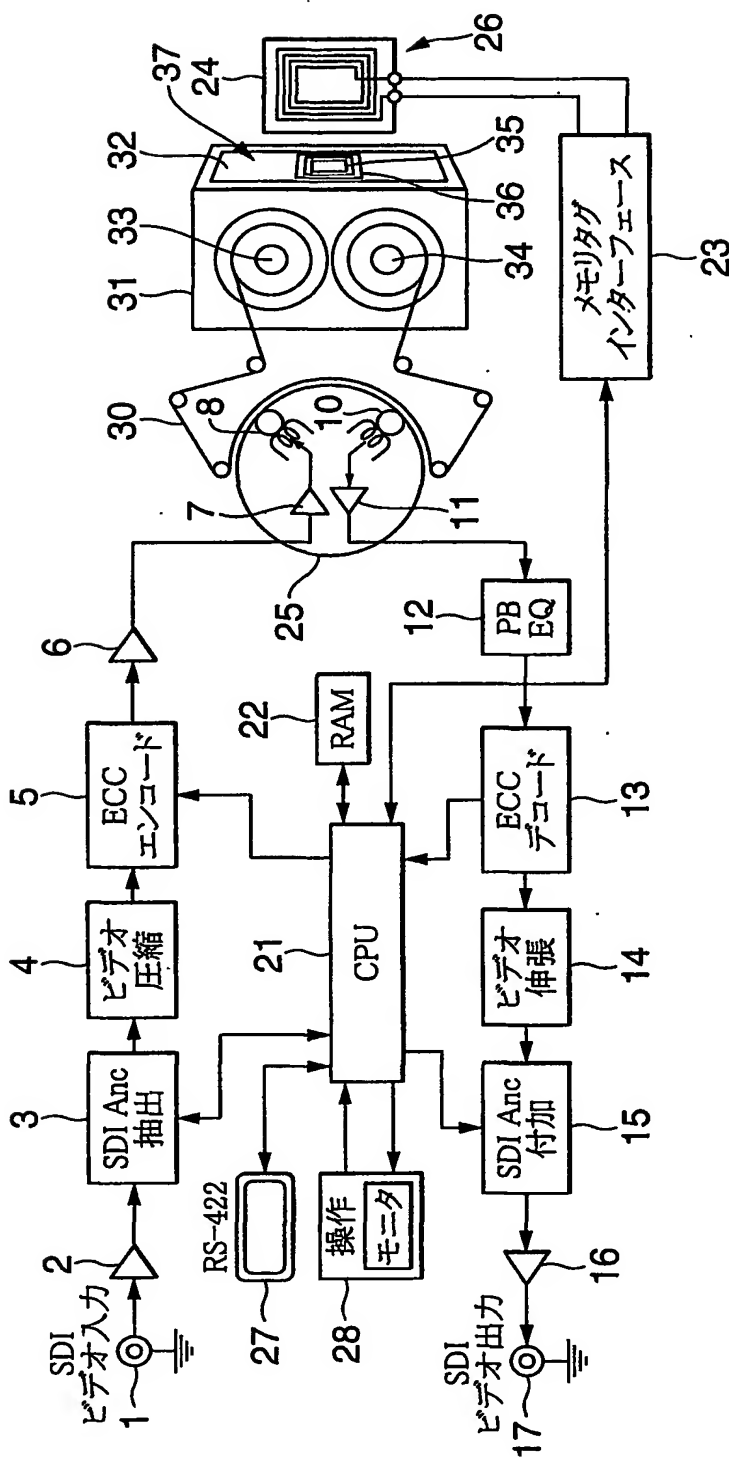 SDI
ビデオ入力
1
2
3
SDI Anc
抽出
4
ビデオ
圧縮
5
ECC
エンコード
6
7
8
10
11
25
30
31
33
32
37
34
35
36
24
26
RS-422
27
操作
モニタ
28
21
CPU
22
RAM
12
PB
EQ
メモリタグ
インターフェース
23
SDI
ビデオ出力
17
16
SDI Anc
付加
15
ビデオ
伸張
14
ECC
デコード
13